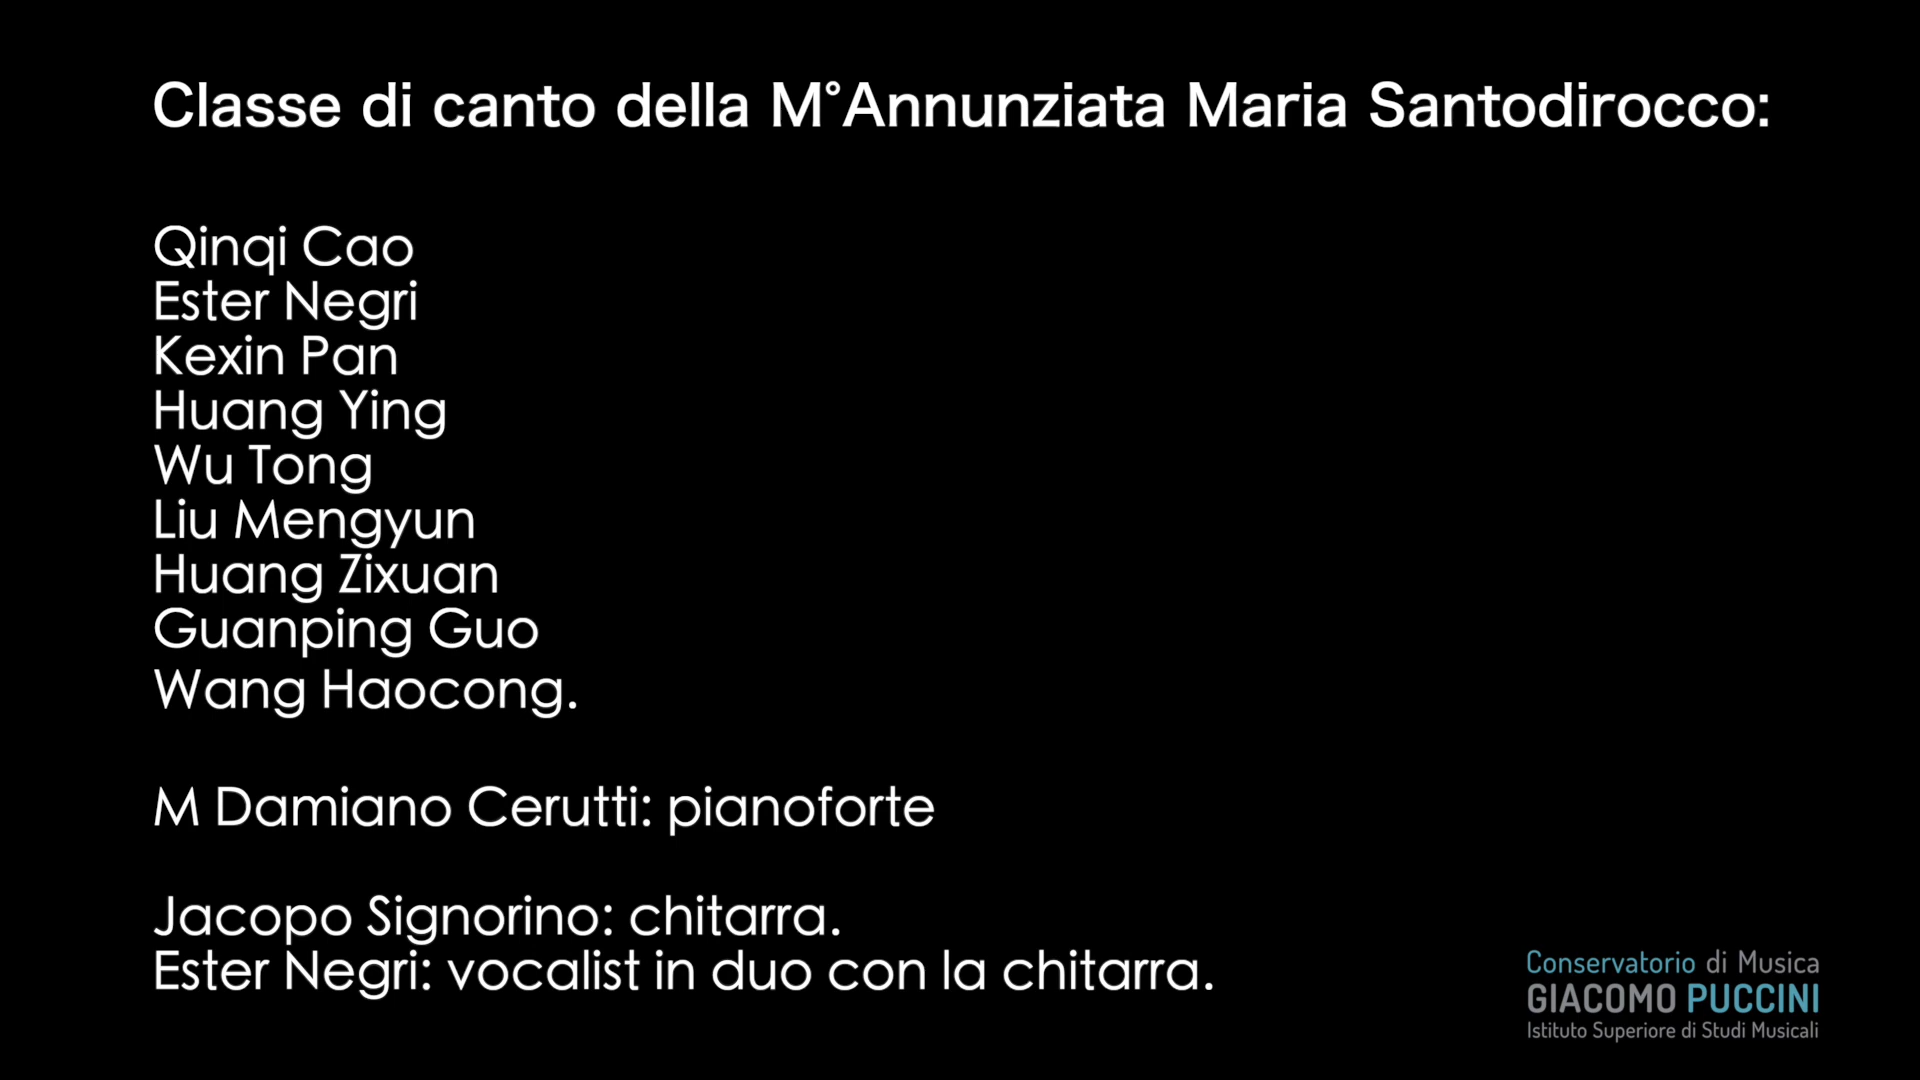 Classe di canto della M°Annunziata Maria Santodirocco:
Qinqi Cao
Ester Negri
Kexin Pan
Huang Ying
Wu Tong
Liu Mengyun
Huang Zixuan
Guanping Guo
Wang Haocong.
M Damiano Cerutti: pianoforte
Jacopo Signorino: chitarra.
Ester Negri: vocalist in duo con la chitarra.
Conservatorio di Musica
GIACOMO PUCCINI
Istituto Superiore di Studi Musicali